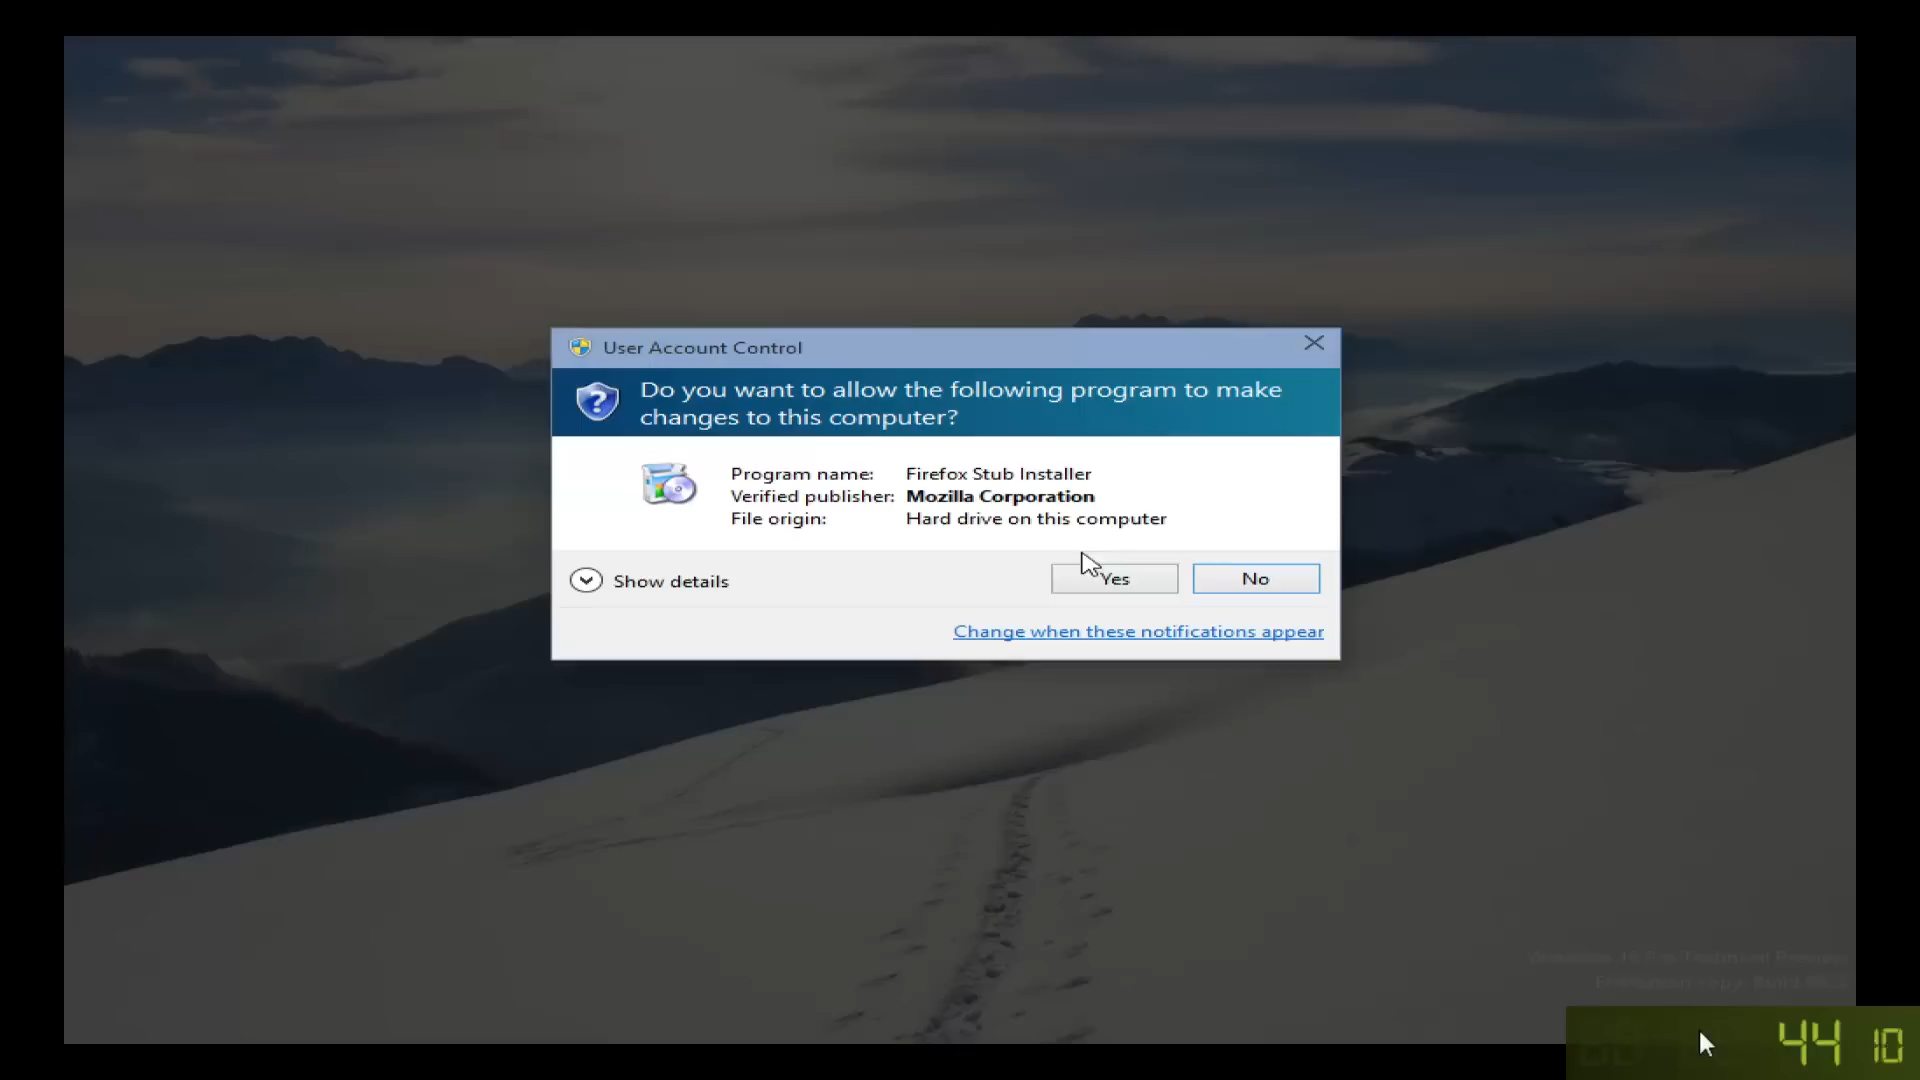 User Account Control
Do you want to allow the following program to make
changes to this computer?
Program name: Firefox Stub Installer
Verified publisher: Mozilla Corporation
File origin: Hard drive on this computer
Show details
Yes
No
Change when these notifications appear
44 10